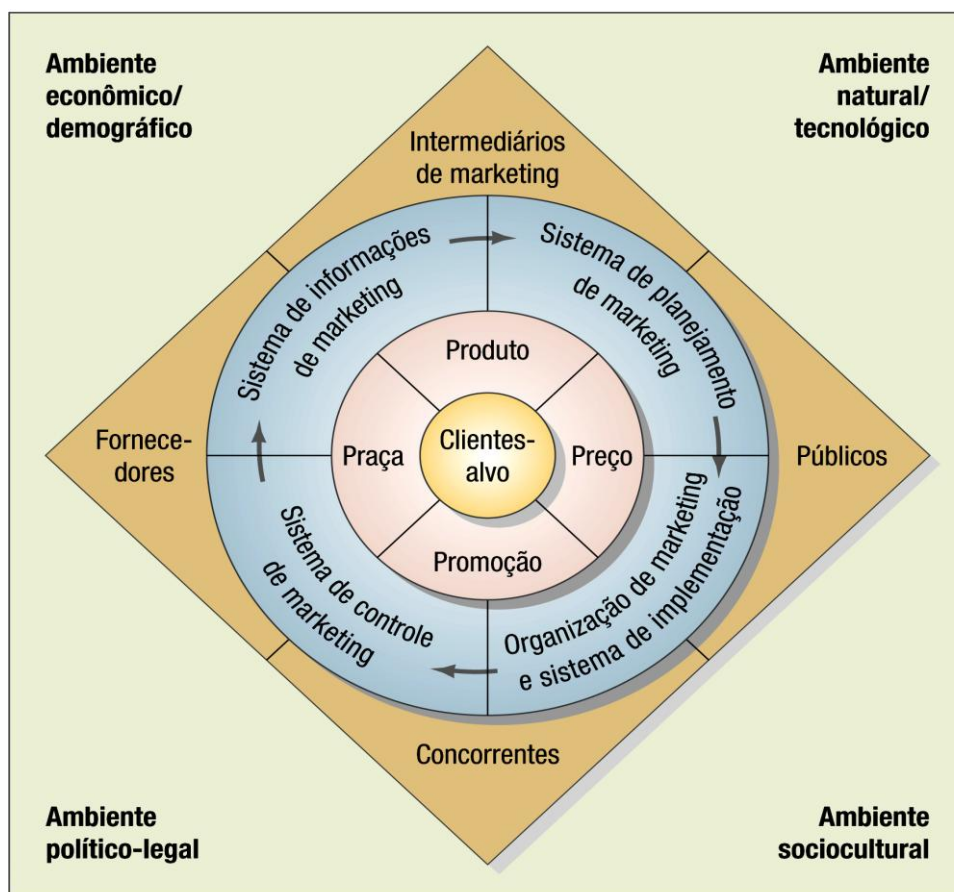 Ambiente
econômico/
demográfico
Ambiente
natural/
tecnológico
Intermediários
de marketing
Sistema de informações
de marketing
Sistema de planejamento
de marketing
Produto
Fornece-
dores
Praça
Clientes-
alvo
Preço
Públicos
Promoção
Sistema de controle
de marketing
Organização de marketing
e sistema de implementação
Concorrentes
Ambiente
político-legal
Ambiente
sociocultural